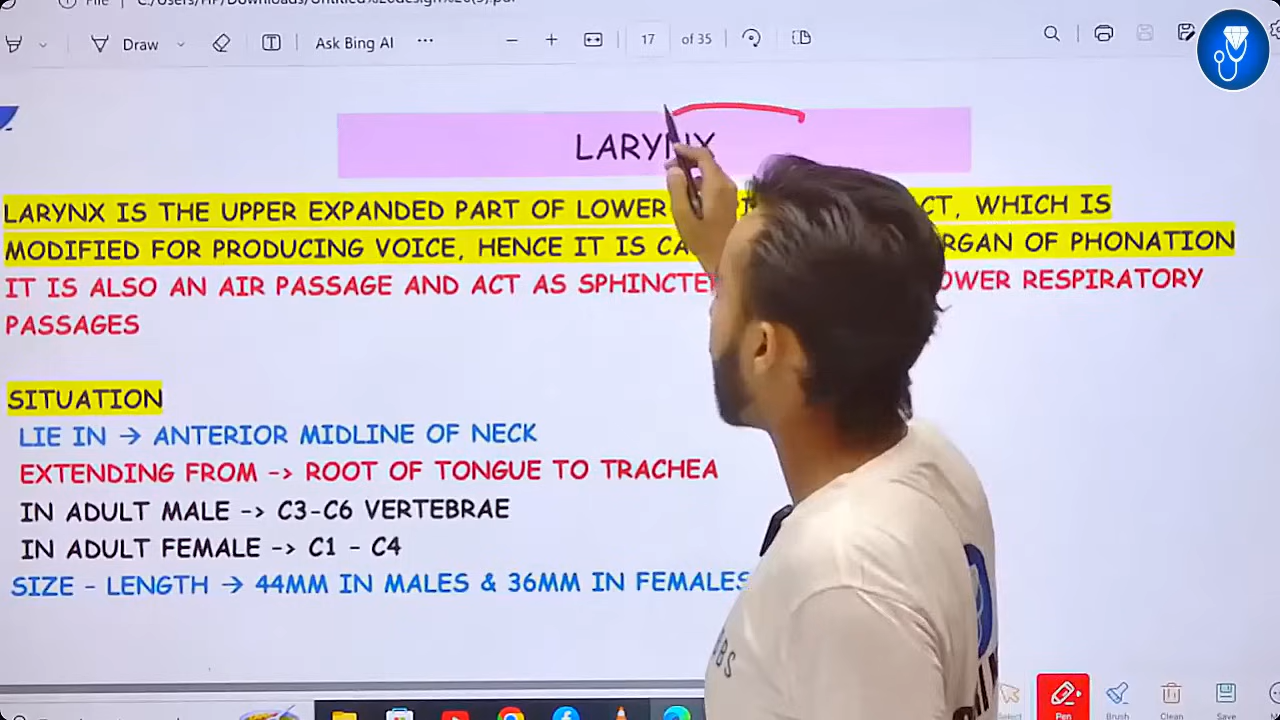 File C:/Users/HP/Downloads/Untitled%20design%20(3).pdf
Draw Ask Bing AI 17 of 35
LARYNX
LARYNX IS THE UPPER EXPANDED PART OF LOWER CT, WHICH IS
MODIFIED FOR PRODUCING VOICE, HENCE IT IS CA RGAN OF PHONATION
IT IS ALSO AN AIR PASSAGE AND ACT AS SPHINCTE OWER RESPIRATORY
PASSAGES
SITUATION
LIE IN → ANTERIOR MIDLINE OF NECK
EXTENDING FROM -> ROOT OF TONGUE TO TRACHEA
IN ADULT MALE -> C3-C6 VERTEBRAE
IN ADULT FEMALE -> C1 - C4
SIZE - LENGTH → 44MM IN MALES & 36MM IN FEMALES
Select Pen Brush Clean Save